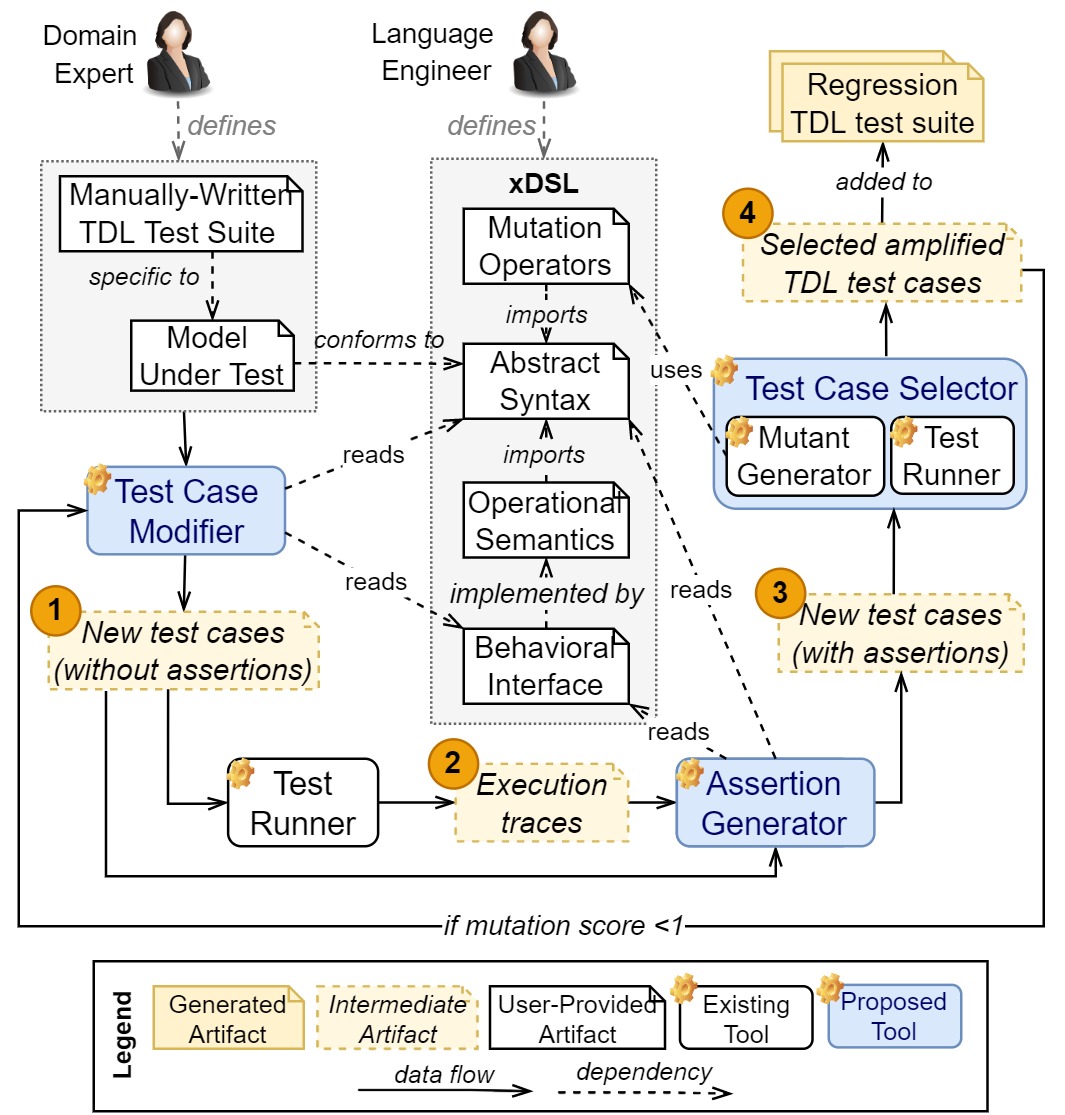 Domain
Expert
defines
Language
Engineer
defines
Manually-Written
TDL Test Suite
specific to
Model
Under Test
conforms to
xDSL
Mutation
Operators
imports
Abstract
Syntax
imports
Operational
Semantics
implemented by
Behavioral
Interface
Regression
TDL test suite
added to
4
Selected amplified
TDL test cases
uses
Test Case Selector
Mutant
Generator
Test
Runner
reads
Test Case
Modifier
reads
reads
1
New test cases
(without assertions)
3
New test cases
(with assertions)
reads
Test
Runner
2
Execution
traces
Assertion
Generator
if mutation score <1
Legend
Generated
Artifact
Intermediate
Artifact
User-Provided
Artifact
Existing
Tool
Proposed
Tool
data flow
dependency